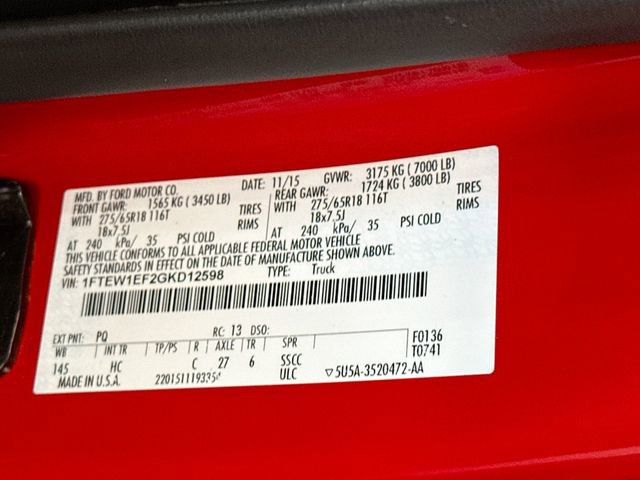 MFD. BY FORD MOTOR CO. DATE: 11/15 GVWR: 3175 KG ( 7000 LB)
FRONT GAWR: 1565 KG ( 3450 LB) REAR GAWR: 1724 KG ( 3800 LB)
WITH 275/65R18 116T TIRES WITH 275/65R18 116T TIRES
18x7.5J RIMS 18x7.5J RIMS
AT 240 kPa/ 35 PSI COLD AT 240 kPa/ 35 PSI COLD
THIS VEHICLE CONFORMS TO ALL APPLICABLE FEDERAL MOTOR VEHICLE
SAFETY STANDARDS IN EFFECT ON THE DATE OF MANUFACTURE SHOWN ABOVE.
VIN: 1FTEW1EF2GKD12598 TYPE: Truck
EXT PNT: PQ RC: 13 DSO: F0136
WB INT TR TP/PS R AXLE TR SPR T0741
145 HC C 27 6 SSCC
MADE IN U.S.A. ULC 5U5A-3520472-AA